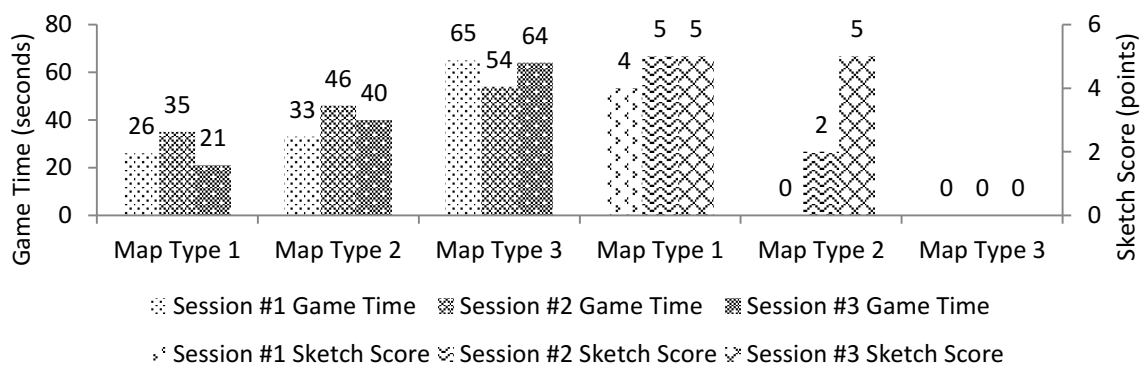 Game Time (seconds)
80
60
40
20
0
26 35 21
33 46 40
65 54 64
4 5 5
0 2 5
0 0 0
6
4
2
0
Sketch Score (points)
Map Type 1 Map Type 2 Map Type 3 Map Type 1 Map Type 2 Map Type 3
Session #1 Game Time Session #2 Game Time Session #3 Game Time
Session #1 Sketch Score Session #2 Sketch Score Session #3 Sketch Score